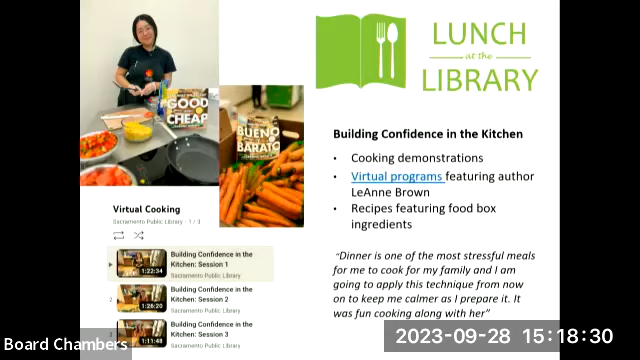 LUNCH
at the
LIBRARY
GOOD
CHEAP
BUENO
BARATO
Building Confidence in the Kitchen
• Cooking demonstrations
• Virtual programs featuring author
LeAnne Brown
• Recipes featuring food box
ingredients
"Dinner is one of the most stressful meals
for me to cook for my family and I am
going to apply this technique from now
on to keep me calmer as I prepare it. It
was fun cooking along with her"
Virtual Cooking
Sacramento Public Library · 1 / 3
Building Confidence in the
Kitchen: Session 1
Sacramento Public Library
1:22:34
2
Building Confidence in the
Kitchen: Session 2
Sacramento Public Library
1:26:20
3
Building Confidence in the
Kitchen: Session 3
Sacramento Public Library
1:11:48
Board Chambers
2023-09-28 15:18:30